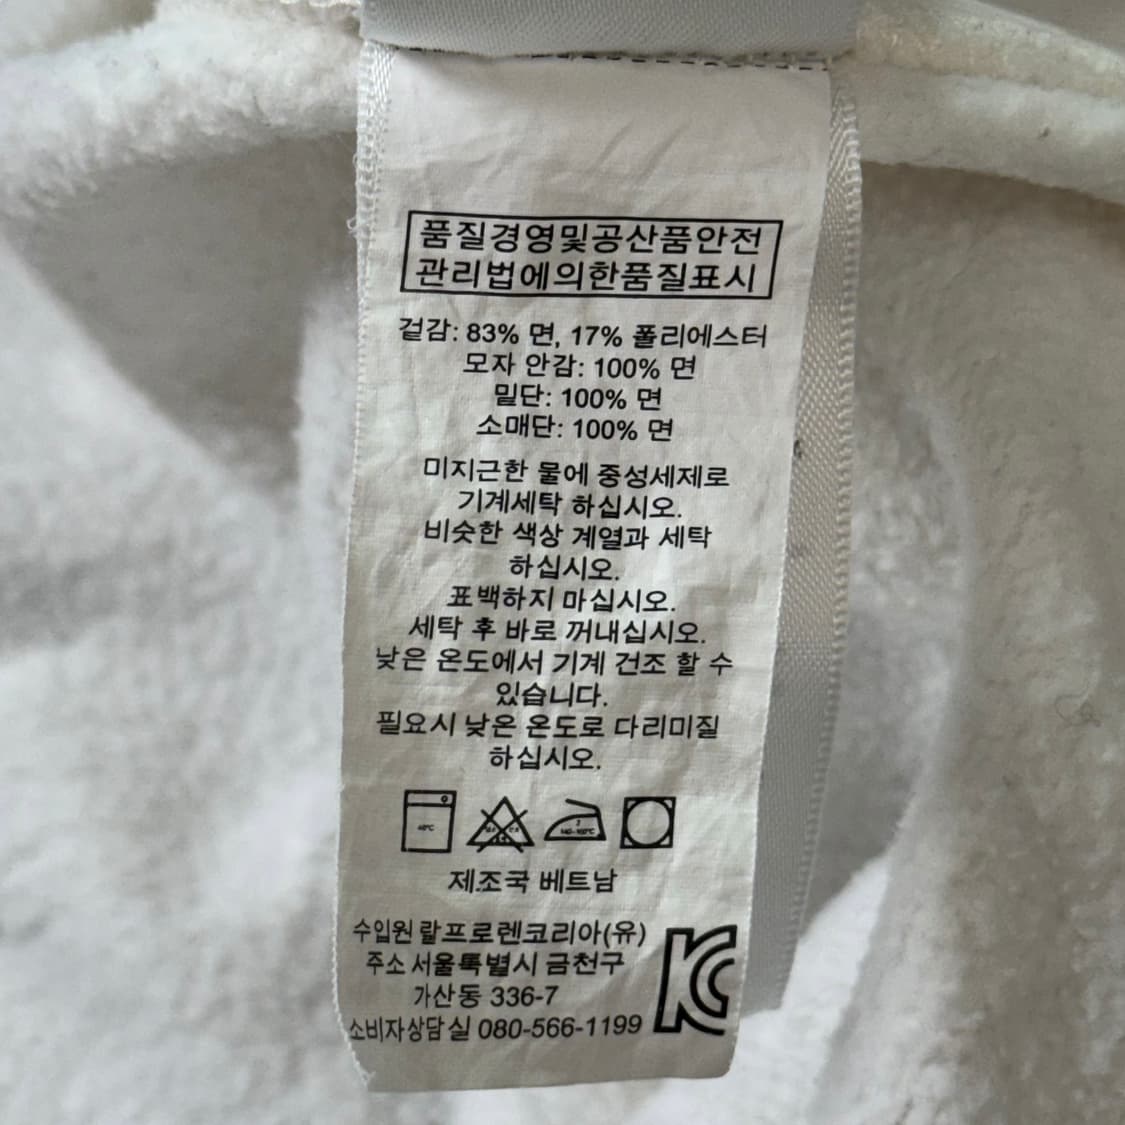 품질경영및공산품안전
관리법에의한품질표시
겉감: 83% 면, 17% 폴리에스터
모자 안감: 100% 면
밑단: 100% 면
소매단: 100% 면
미지근한 물에 중성세제로
기계세탁 하십시오.
비슷한 색상 계열과 세탁
하십시오.
표백하지 마십시오.
세탁 후 바로 꺼내십시오.
낮은 온도에서 기계 건조 할 수
있습니다.
필요시 낮은 온도로 다리미질
하십시오.
40°C
2
140-160°C
제조국 베트남
수입원 랄프로렌코리아(유)
주소 서울특별시 금천구
가산동 336-7
소비자상담실 080-566-1199
KC